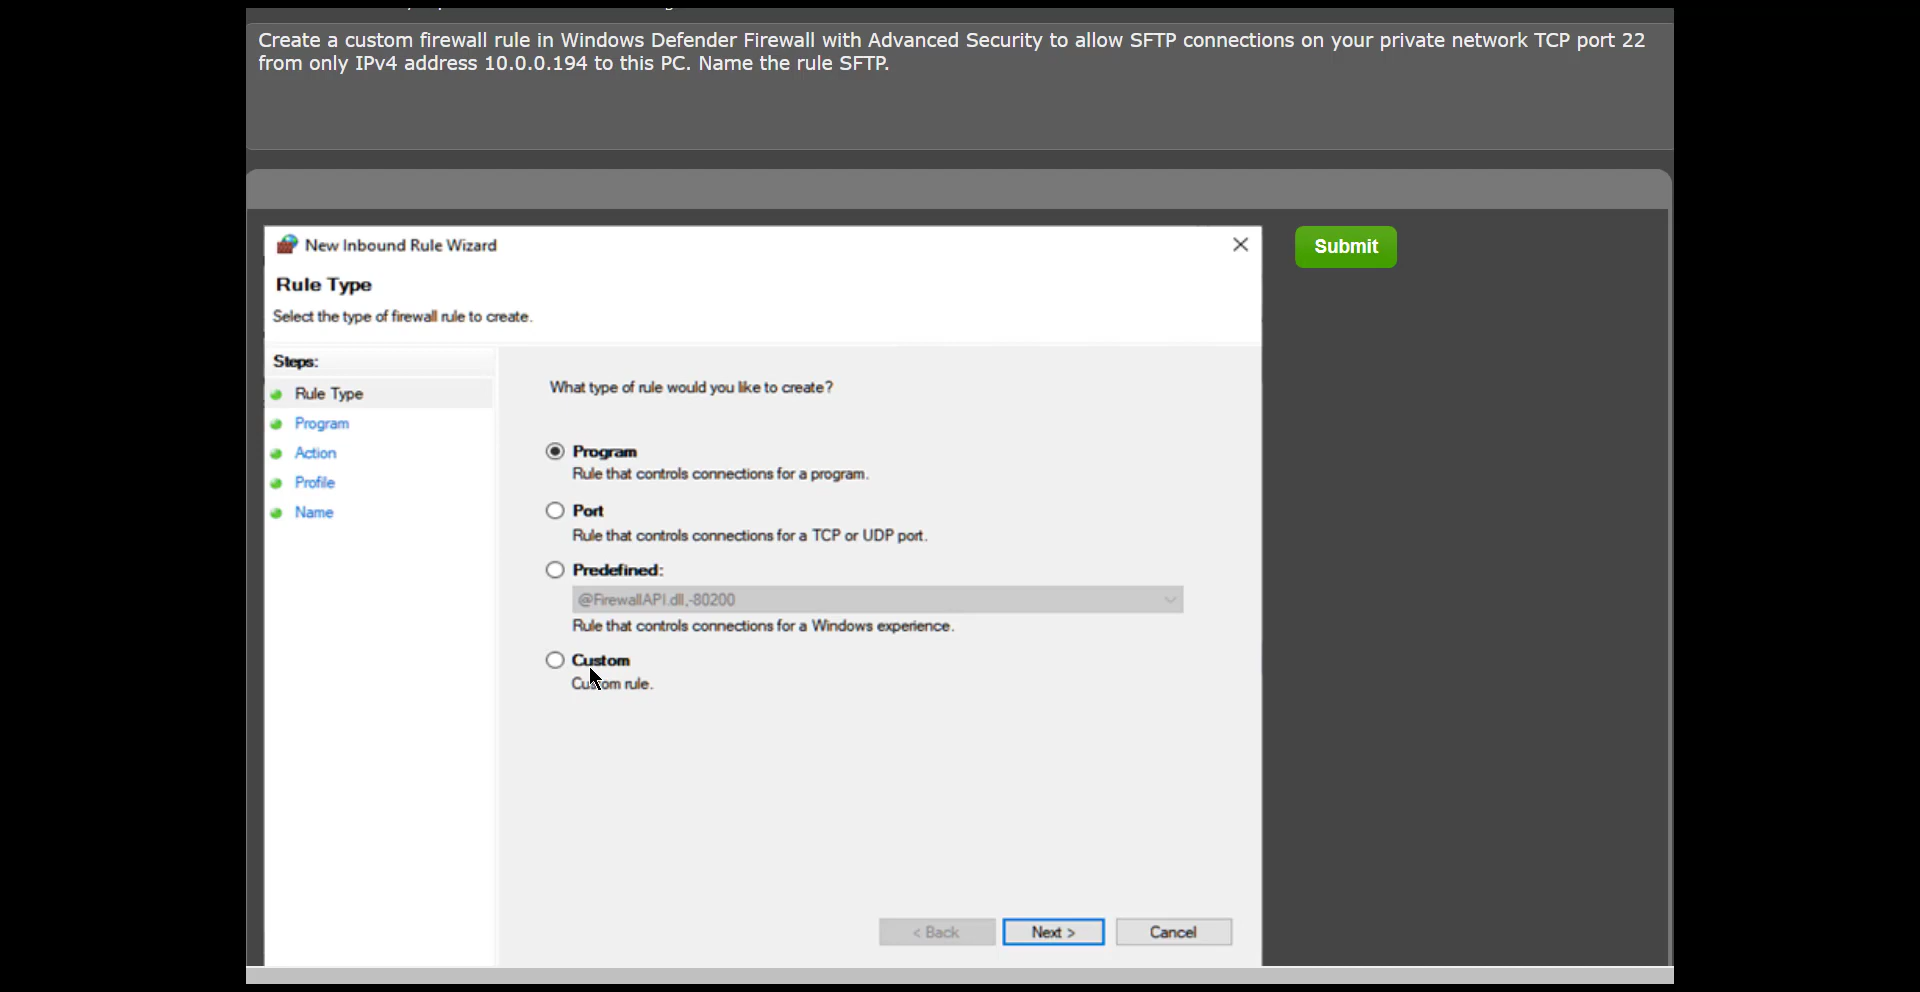 Create a custom firewall rule in Windows Defender Firewall with Advanced Security to allow SFTP connections on your private network TCP port 22
from only IPv4 address 10.0.0.194 to this PC. Name the rule SFTP.
New Inbound Rule Wizard
Submit
Rule Type
Select the type of firewall rule to create.
Steps:
Rule Type
Program
Action
Profile
Name
What type of rule would you like to create?
Program
Rule that controls connections for a program.
Port
Rule that controls connections for a TCP or UDP port.
Predefined:
@FirewallAPI.dll,-80200
Rule that controls connections for a Windows experience.
Custom
Custom rule.
< Back
Next >
Cancel